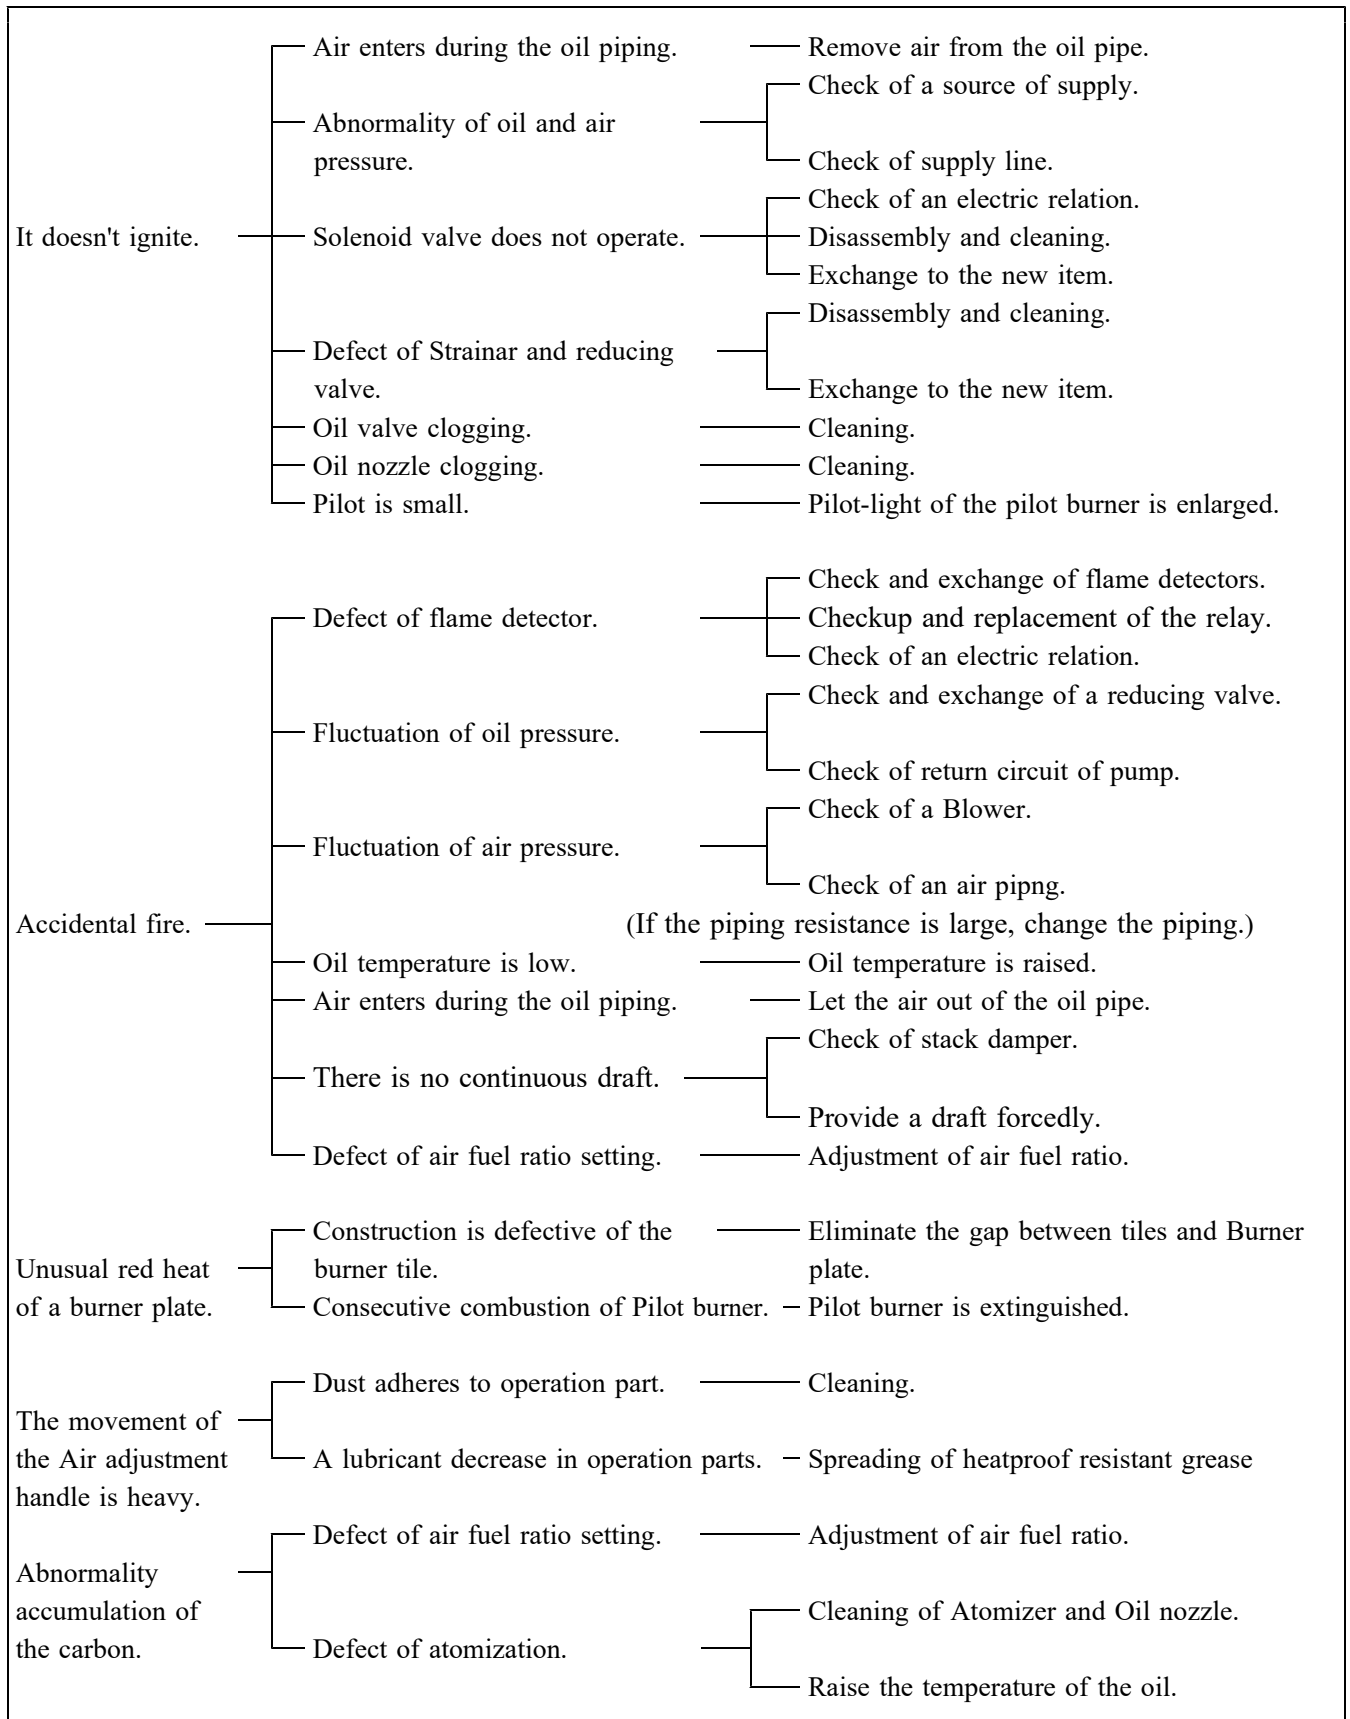 Air enters during the oil piping. Remove air from the oil pipe.
Check of a source of supply.
Abnormality of oil and air
pressure.
Check of supply line.
Check of an electric relation.
It doesn't ignite. Solenoid valve does not operate. Disassembly and cleaning.
Exchange to the new item.
Disassembly and cleaning.
Defect of Strainar and reducing
valve. Exchange to the new item.
Oil valve clogging. Cleaning.
Oil nozzle clogging. Cleaning.
Pilot is small. Pilot-light of the pilot burner is enlarged.
Check and exchange of flame detectors.
Defect of flame detector. Checkup and replacement of the relay.
Check of an electric relation.
Check and exchange of a reducing valve.
Fluctuation of oil pressure.
Check of return circuit of pump.
Check of a Blower.
Fluctuation of air pressure.
Check of an air pipng.
Accidental fire. (If the piping resistance is large, change the piping.)
Oil temperature is low. Oil temperature is raised.
Air enters during the oil piping. Let the air out of the oil pipe.
Check of stack damper.
There is no continuous draft.
Provide a draft forcedly.
Defect of air fuel ratio setting. Adjustment of air fuel ratio.
Construction is defective of the Eliminate the gap between tiles and Burner
Unusual red heat burner tile. plate.
of a burner plate. Consecutive combustion of Pilot burner. Pilot burner is extinguished.
Dust adheres to operation part. Cleaning.
The movement of
the Air adjustment A lubricant decrease in operation parts. Spreading of heatproof resistant grease
handle is heavy.
Defect of air fuel ratio setting. Adjustment of air fuel ratio.
Abnormality
accumulation of Cleaning of Atomizer and Oil nozzle.
the carbon. Defect of atomization.
Raise the temperature of the oil.